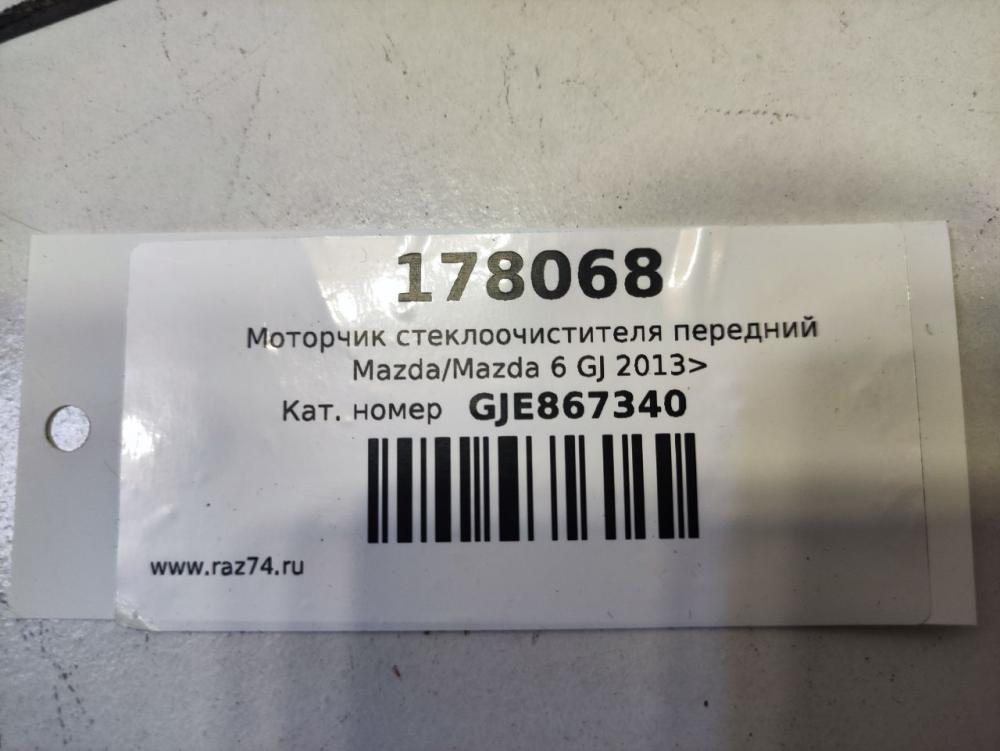 178068
Моторчик стеклоочистителя передний
Mazda/Mazda 6 GJ 2013>
Кат. номер GJE867340
www.raz74.ru